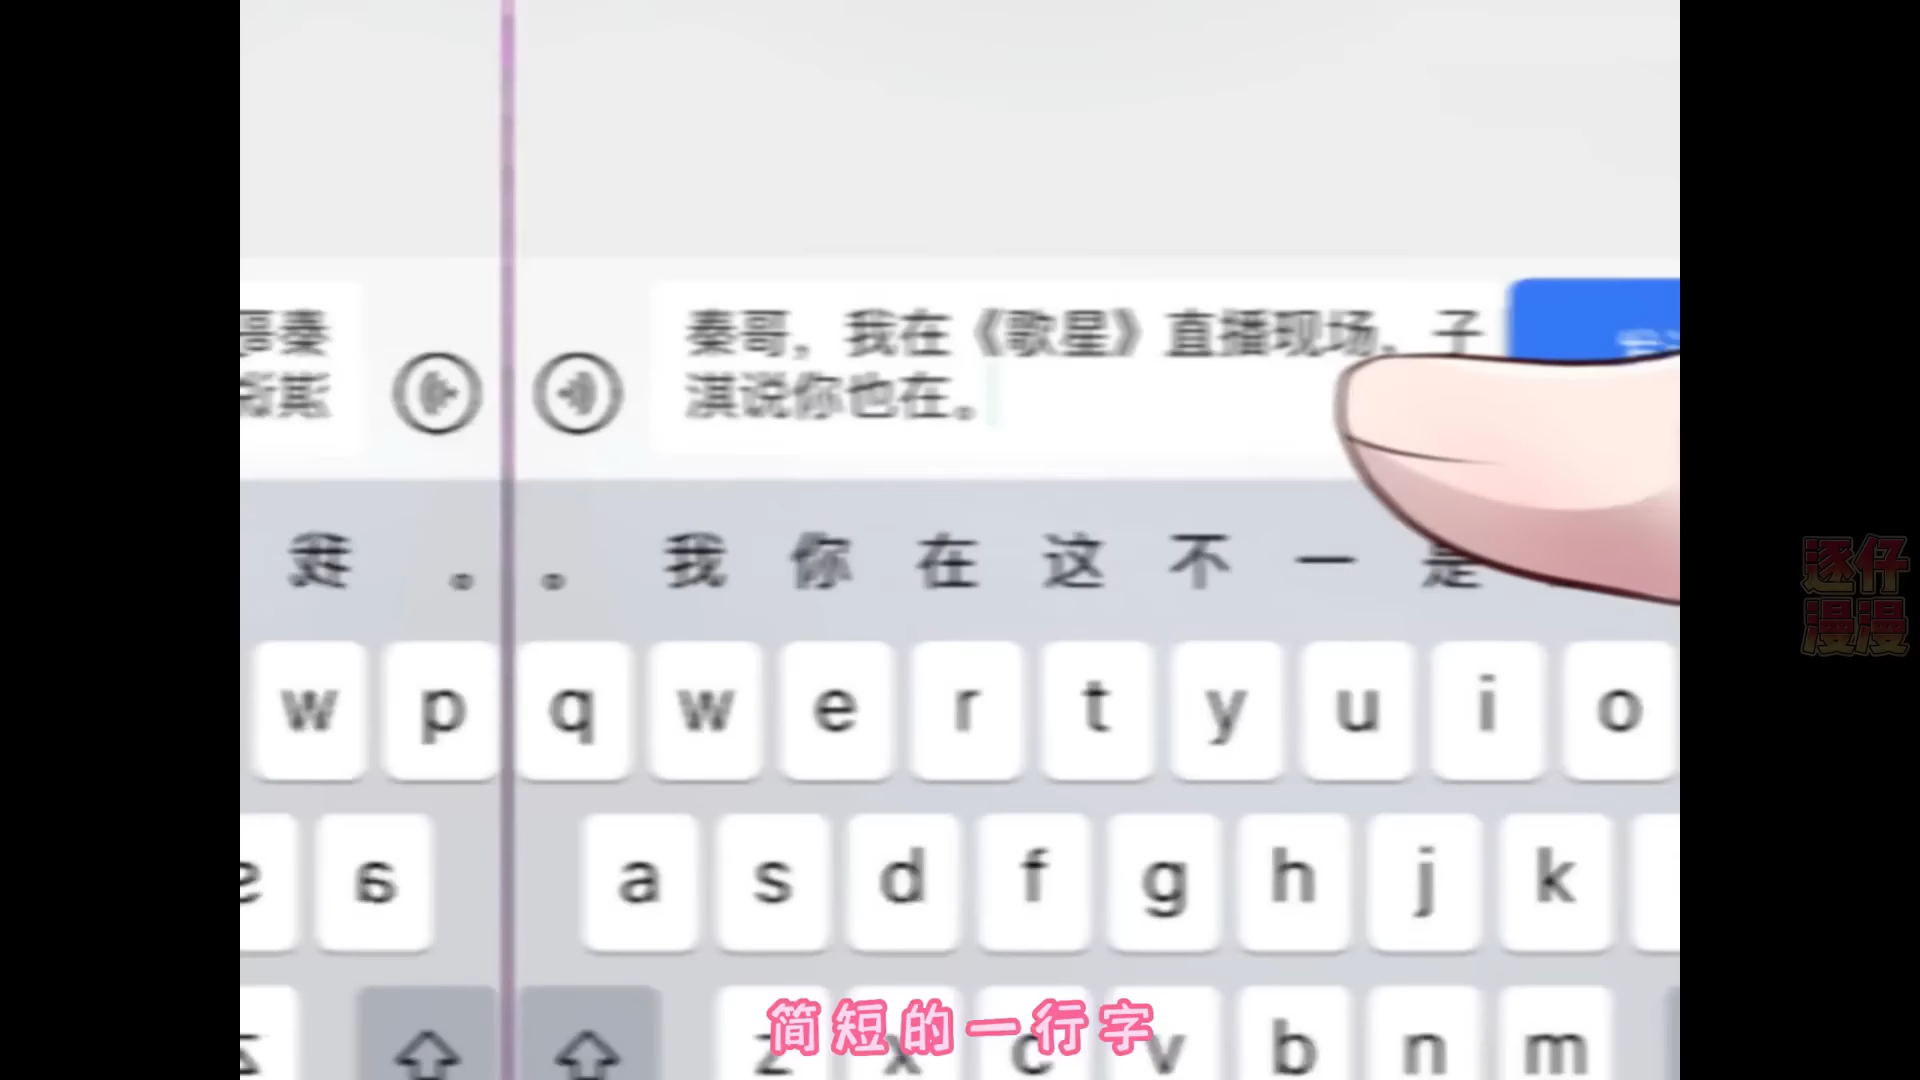 秦哥，我在《歌星》直播现场，子
淇说你也在。
。 我 你 在 这 不 一 是
q w e r t y u i o
a s d f g h j k
z x c v b n m
简短的一行字
逐仔
漫漫